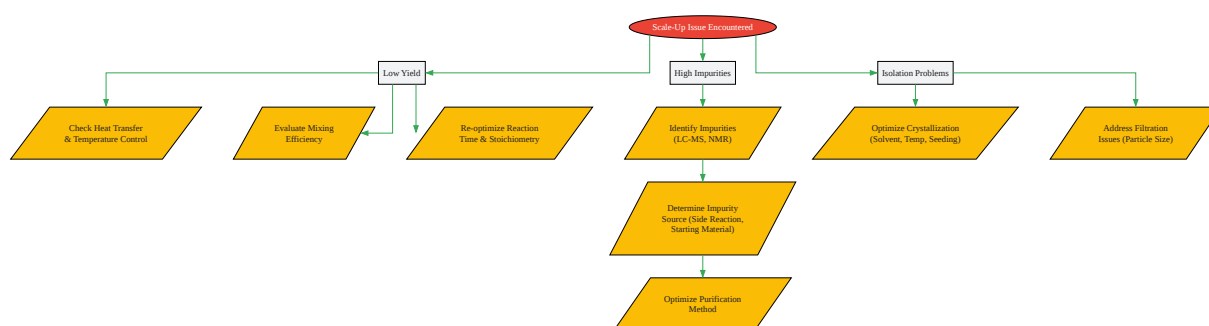 Scale-Up Issue Encountered
Low Yield
High Impurities
Isolation Problems
Check Heat Transfer
& Temperature Control
Evaluate Mixing
Efficiency
Re-optimize Reaction
Time & Stoichiometry
Identify Impurities
(LC-MS, NMR)
Optimize Crystallization
(Solvent, Temp, Seeding)
Address Filtration
Issues (Particle Size)
Determine Impurity
Source (Side Reaction,
Starting Material)
Optimize Purification
Method